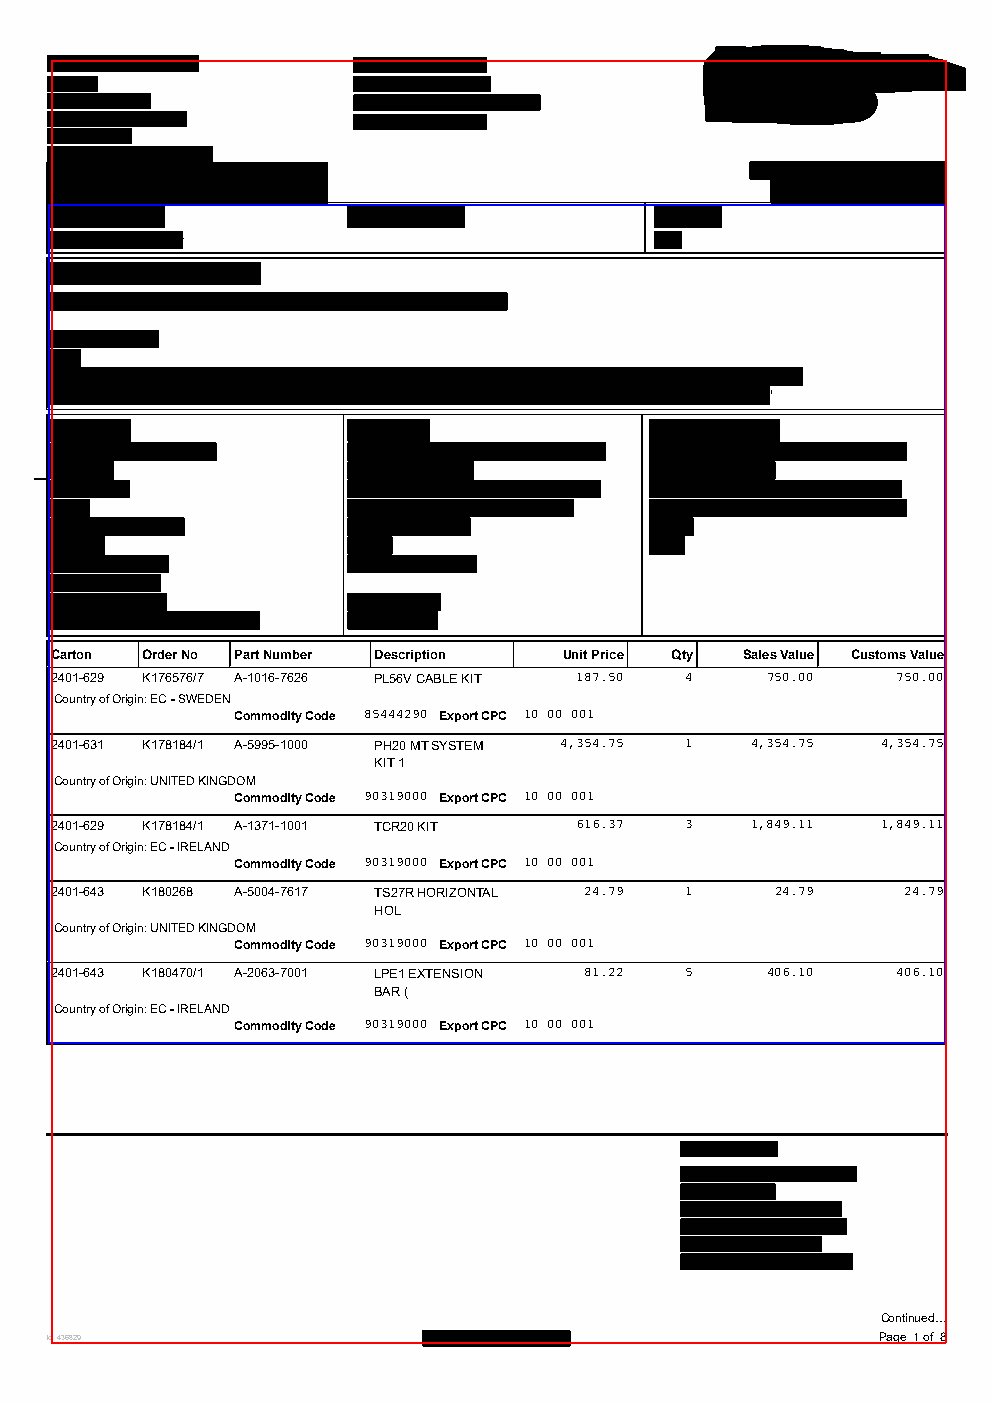 Carton Order No Part Number Description Unit Price Qty Sales Value Customs Value
2401-629 K176576/7 A-1016-7626 PL56V CABLE KIT 187.50 4 750.00 750.00
Country of Origin: EC - SWEDEN
Commodity Code 85444290 Export CPC 10 00 001
2401-631 K178184/1 A-5995-1000 PH20 MT SYSTEM 4,354.75 1 4,354.75 4,354.75
KIT 1
Country of Origin: UNITED KINGDOM
Commodity Code 90319000 Export CPC 10 00 001
2401-629 K178184/1 A-1371-1001 TCR20 KIT 616.37 3 1,849.11 1,849.11
Country of Origin: EC - IRELAND
Commodity Code 90319000 Export CPC 10 00 001
2401-643 K180268 A-5004-7617 TS27R HORIZONTAL 24.79 1 24.79 24.79
HOL
Country of Origin: UNITED KINGDOM
Commodity Code 90319000 Export CPC 10 00 001
2401-643 K180470/1 A-2063-7001 LPE1 EXTENSION 81.22 5 406.10 406.10
BAR (
Country of Origin: EC - IRELAND
Commodity Code 90319000 Export CPC 10 00 001
Continued...
Page 1 of 8